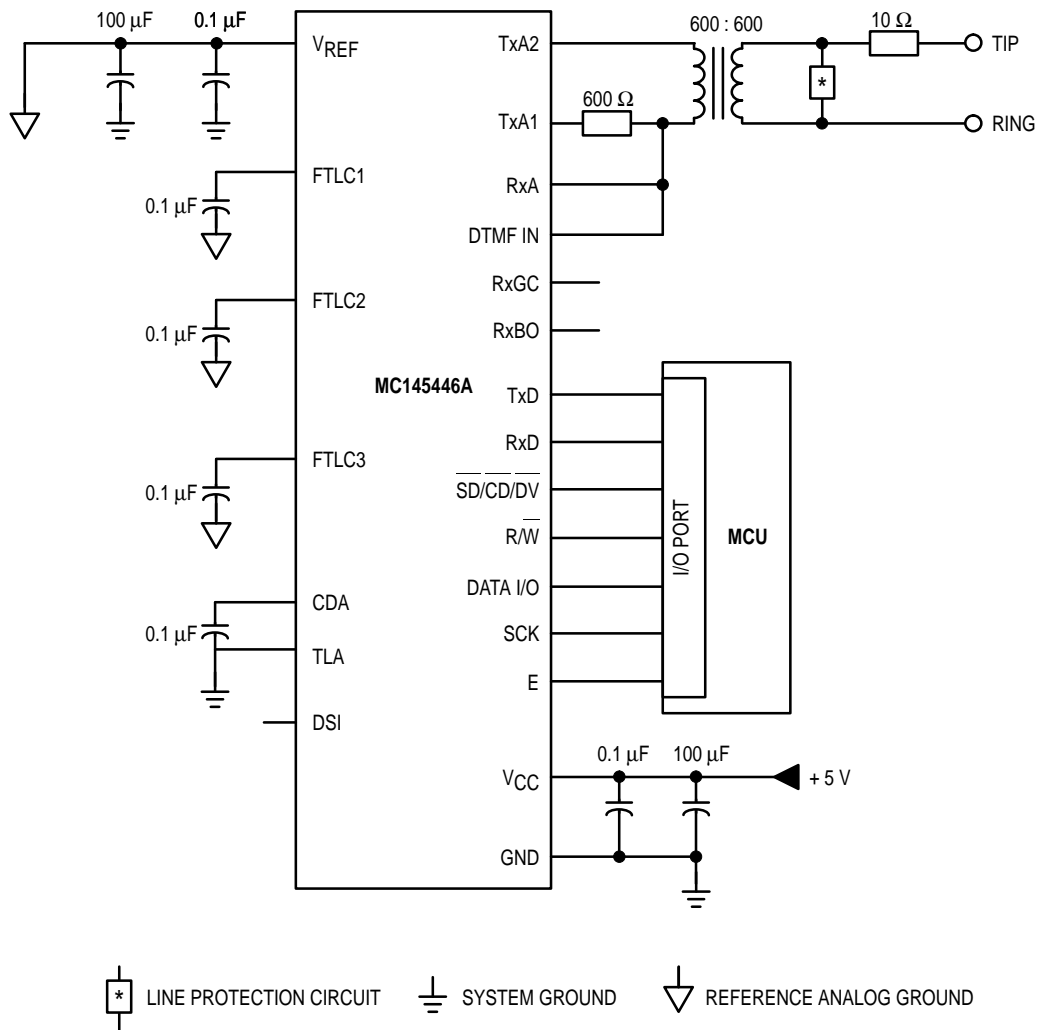 100 μF
0.1 μF
600 : 600
10 Ω
VREF
TxA2
TIP
600 Ω
TxA1
RING
FTLC1
RxA
0.1 μF
DTMF IN
RxGC
FTLC2
0.1 μF
RxBO
MC145446A
TxD
RxD
FTLC3
0.1 μF
SD/CD/DV
R/W
I/O PORT
MCU
DATA I/O
CDA
0.1 μF
SCK
TLA
E
DSI
0.1 μF
100 μF
VCC
+ 5 V
GND
*
* LINE PROTECTION CIRCUIT
SYSTEM GROUND
REFERENCE ANALOG GROUND